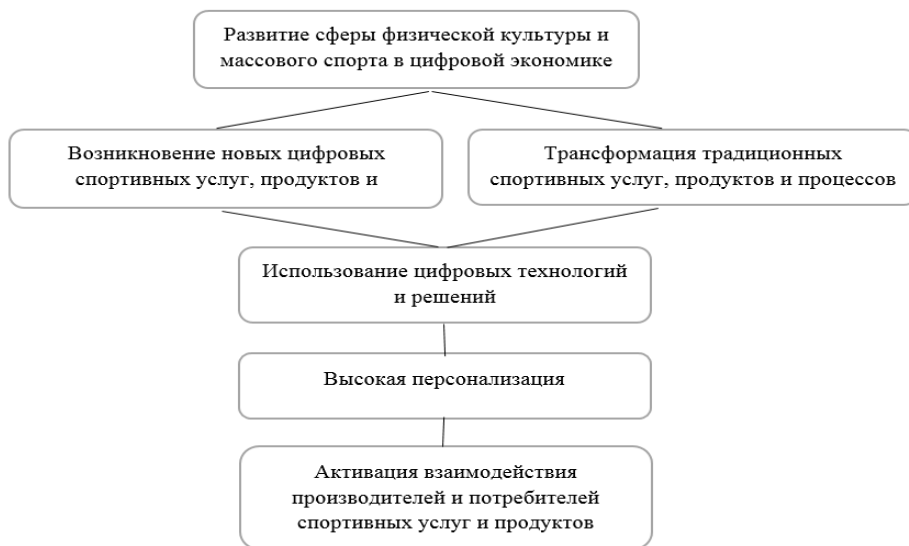 Развитие сферы физической культуры и
массового спорта в цифровой экономике
Возникновение новых цифровых
спортивных услуг, продуктов и
Трансформация традиционных
спортивных услуг, продуктов и процессов
Использование цифровых технологий
и решений
Высокая персонализация
Активация взаимодействия
производителей и потребителей
спортивных услуг и продуктов